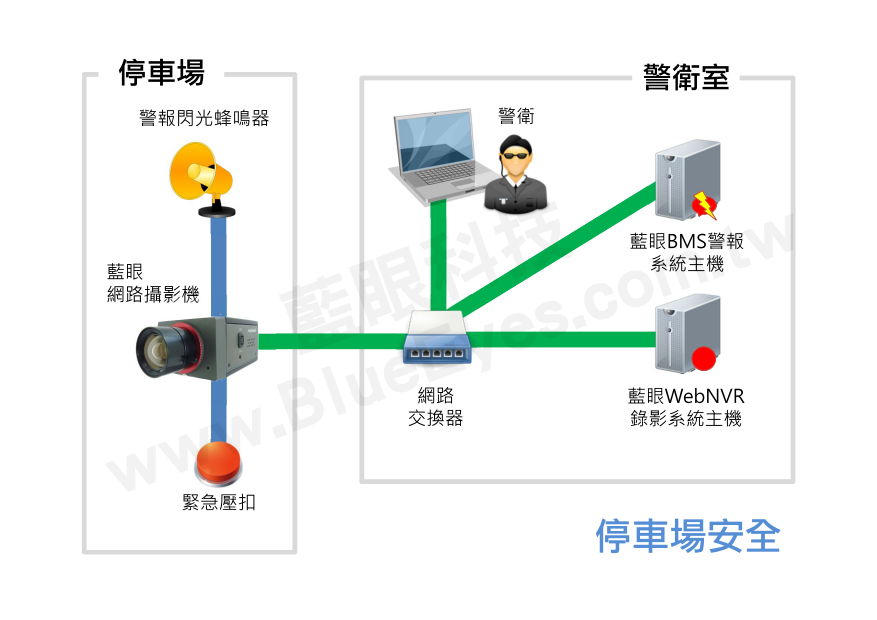 停車場
警衛室
警報閃光蜂鳴器
警衛
藍眼
網路攝影機
藍眼BMS警報
系統主機
網路
交換器
藍眼WebNVR
錄影系統主機
緊急壓扣
停車場安全
藍眼科技
www.BlueEyes.com.tw